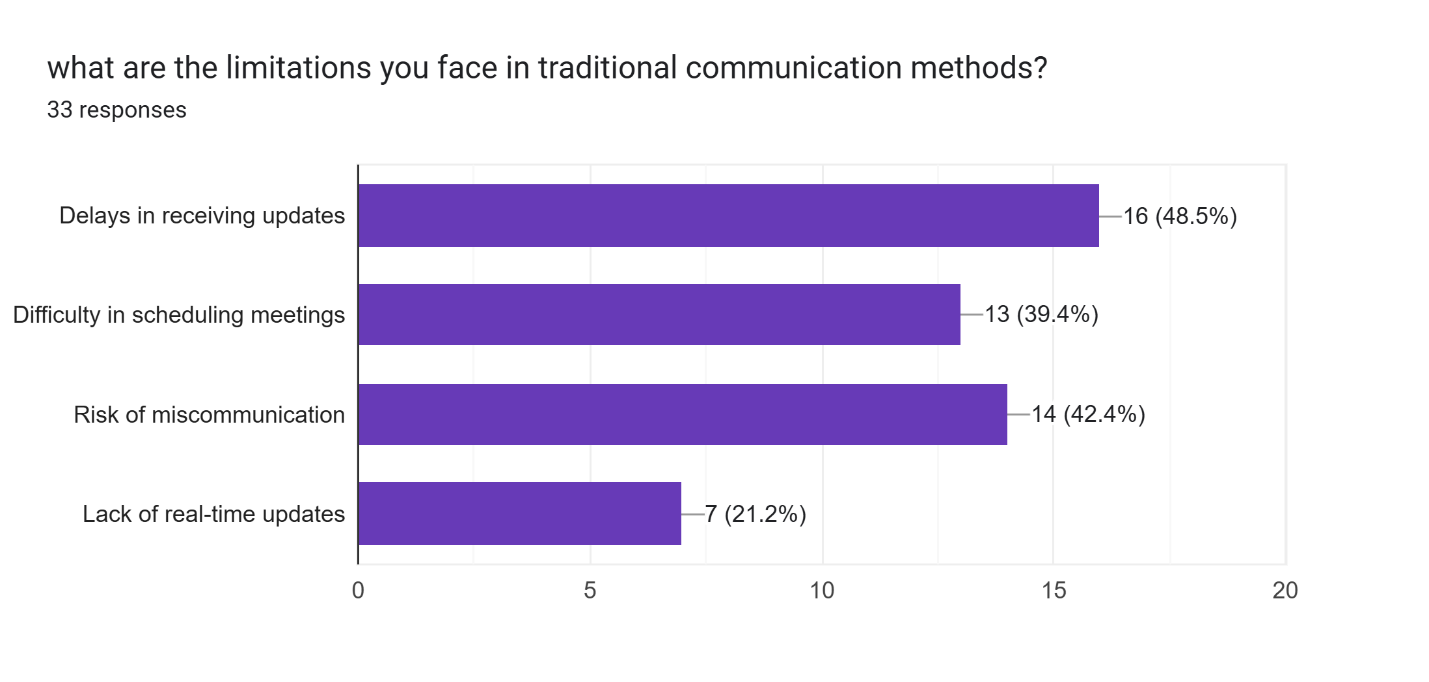 what are the limitations you face in traditional communication methods?
33 responses
Delays in receiving updates 16 (48.5%)
Difficulty in scheduling meetings 13 (39.4%)
Risk of miscommunication 14 (42.4%)
Lack of real-time updates 7 (21.2%)
0 5 10 15 20